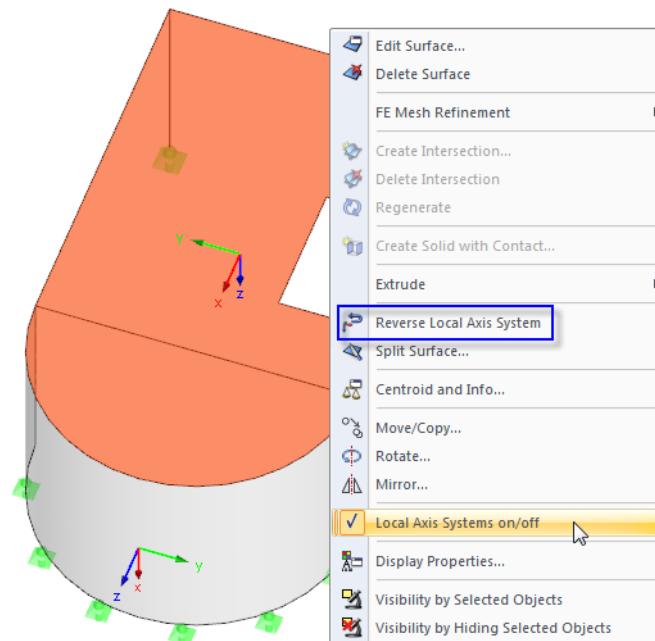 Edit Surface...
Delete Surface
FE Mesh Refinement
Create Intersection...
Delete Intersection
Regenerate
Create Solid with Contact...
Extrude
Reverse Local Axis System
Split Surface...
Centroid and Info...
Move/Copy...
Rotate...
Mirror...
Local Axis Systems on/off
Display Properties...
Visibility by Selected Objects
Visibility by Hiding Selected Objects
y
x
z
y
z
x